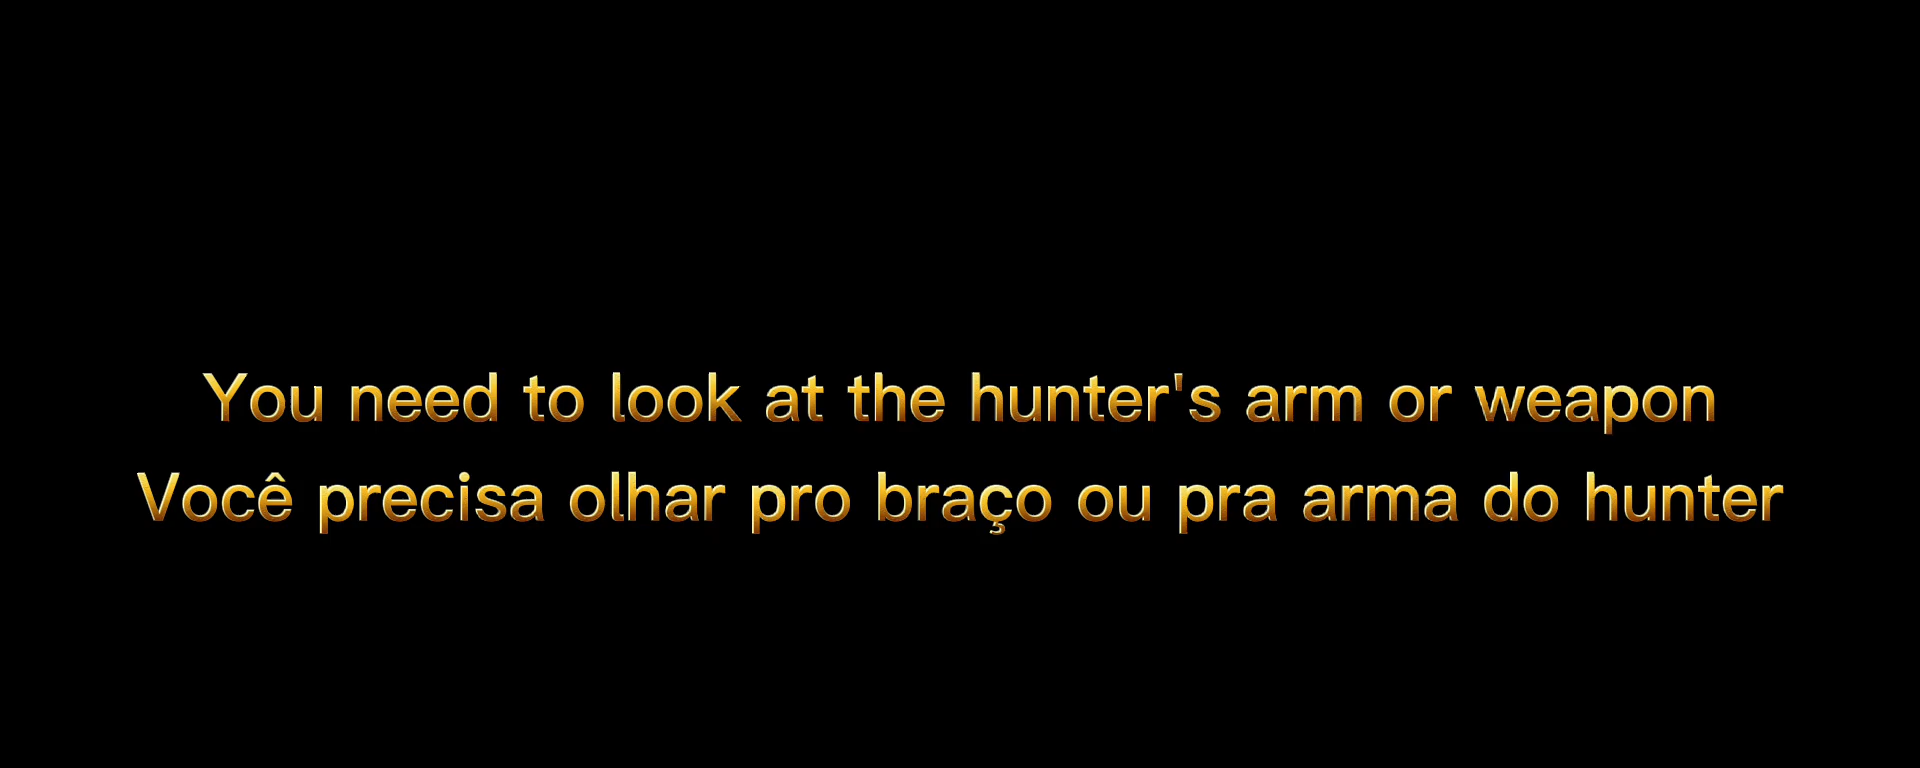 You need to look at the hunter's arm or weapon
Você precisa olhar pro braço ou pra arma do hunter